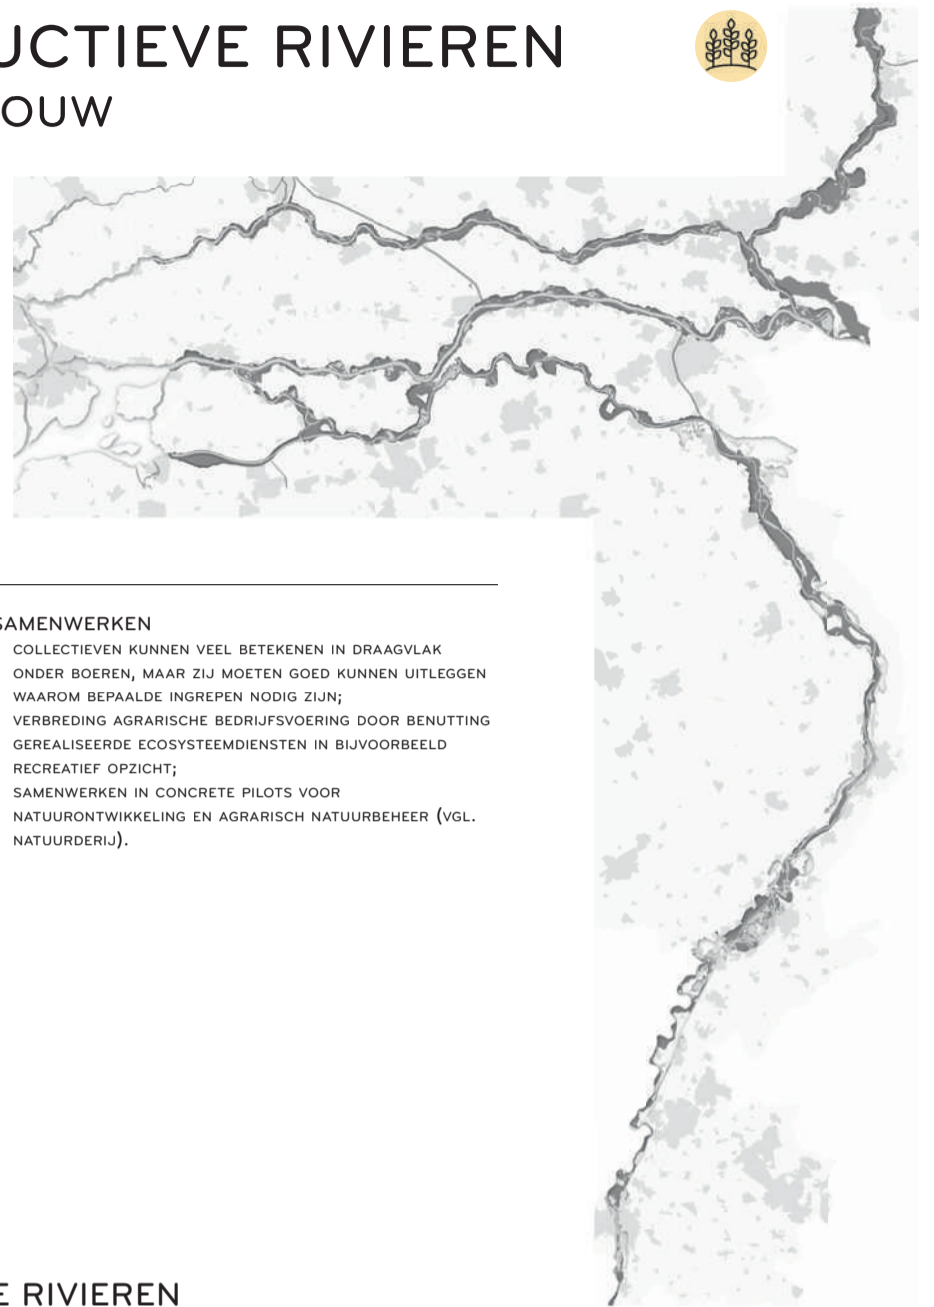 UCTIEVE RIVIEREN
OUW
SAMENWERKEN
COLLECTIEVEN KUNNEN VEEL BETEKENEN IN DRAAGVLAK
ONDER BOEREN, MAAR ZIJ MOETEN GOED KUNNEN UITLEGGEN
WAAROM BEPAALDE INGREPEN NODIG ZIJN;
VERBREDING AGRARISCHE BEDRIJFSVOERING DOOR BENUTTING
GEREALISEERDE ECOSYSTEEMDIENSTEN IN BIJVOORBEELD
RECREATIEF OPZICHT;
SAMENWERKEN IN CONCRETE PILOTS VOOR
NATUURONTWIKKELING EN AGRARISCH NATUURBEHEER (VGL.
NATUURDERIJ).
E RIVIEREN